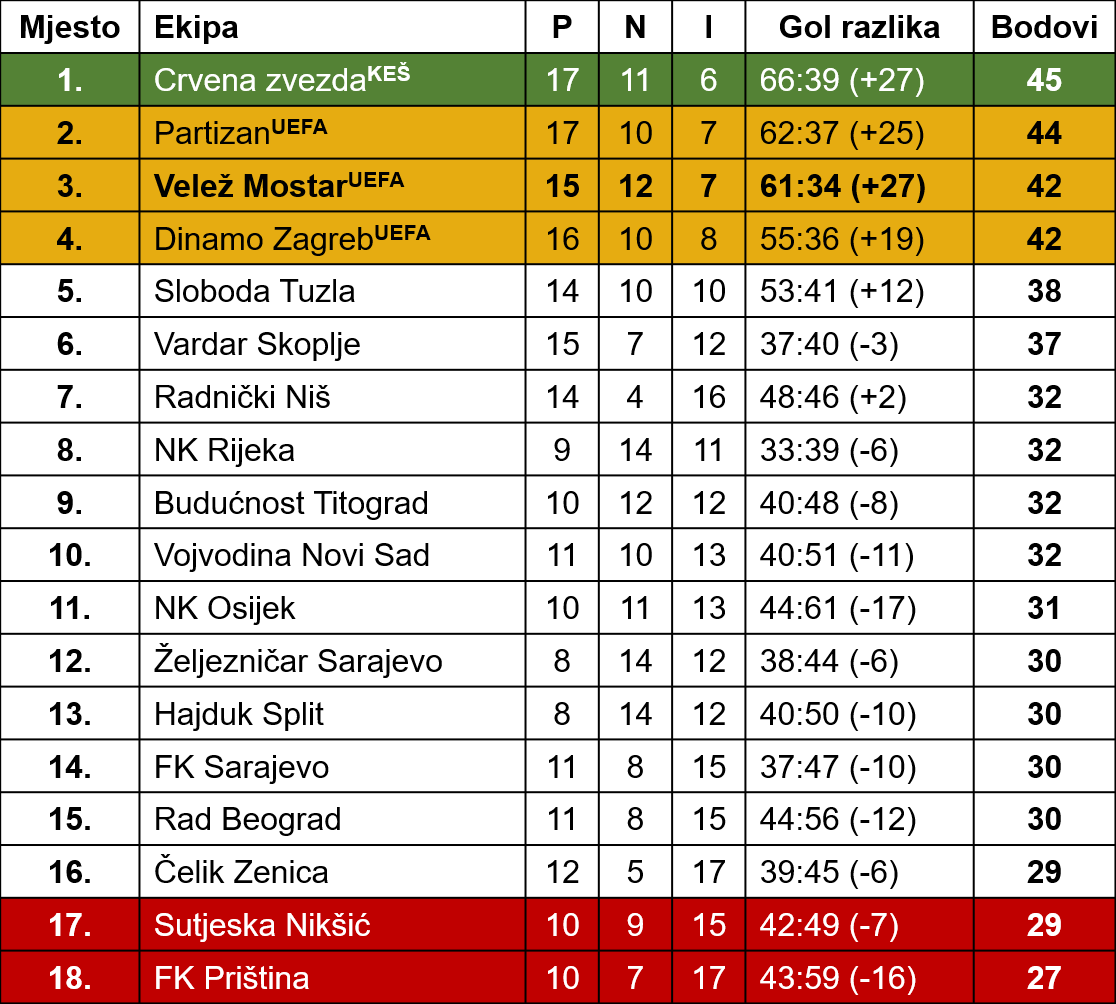 Mjesto Ekipa P N I Gol razlika Bodovi
1. Crvena zvezdaKEŠ 17 11 6 66:39 (+27) 45
2. PartizanUEFA 17 10 7 62:37 (+25) 44
3. Velež MostarUEFA 15 12 7 61:34 (+27) 42
4. Dinamo ZagrebUEFA 16 10 8 55:36 (+19) 42
5. Sloboda Tuzla 14 10 10 53:41 (+12) 38
6. Vardar Skoplje 15 7 12 37:40 (-3) 37
7. Radnički Niš 14 4 16 48:46 (+2) 32
8. NK Rijeka 9 14 11 33:39 (-6) 32
9. Budućnost Titograd 10 12 12 40:48 (-8) 32
10. Vojvodina Novi Sad 11 10 13 40:51 (-11) 32
11. NK Osijek 10 11 13 44:61 (-17) 31
12. Željezničar Sarajevo 8 14 12 38:44 (-6) 30
13. Hajduk Split 8 14 12 40:50 (-10) 30
14. FK Sarajevo 11 8 15 37:47 (-10) 30
15. Rad Beograd 11 8 15 44:56 (-12) 30
16. Čelik Zenica 12 5 17 39:45 (-6) 29
17. Sutjeska Nikšić 10 9 15 42:49 (-7) 29
18. FK Priština 10 7 17 43:59 (-16) 27